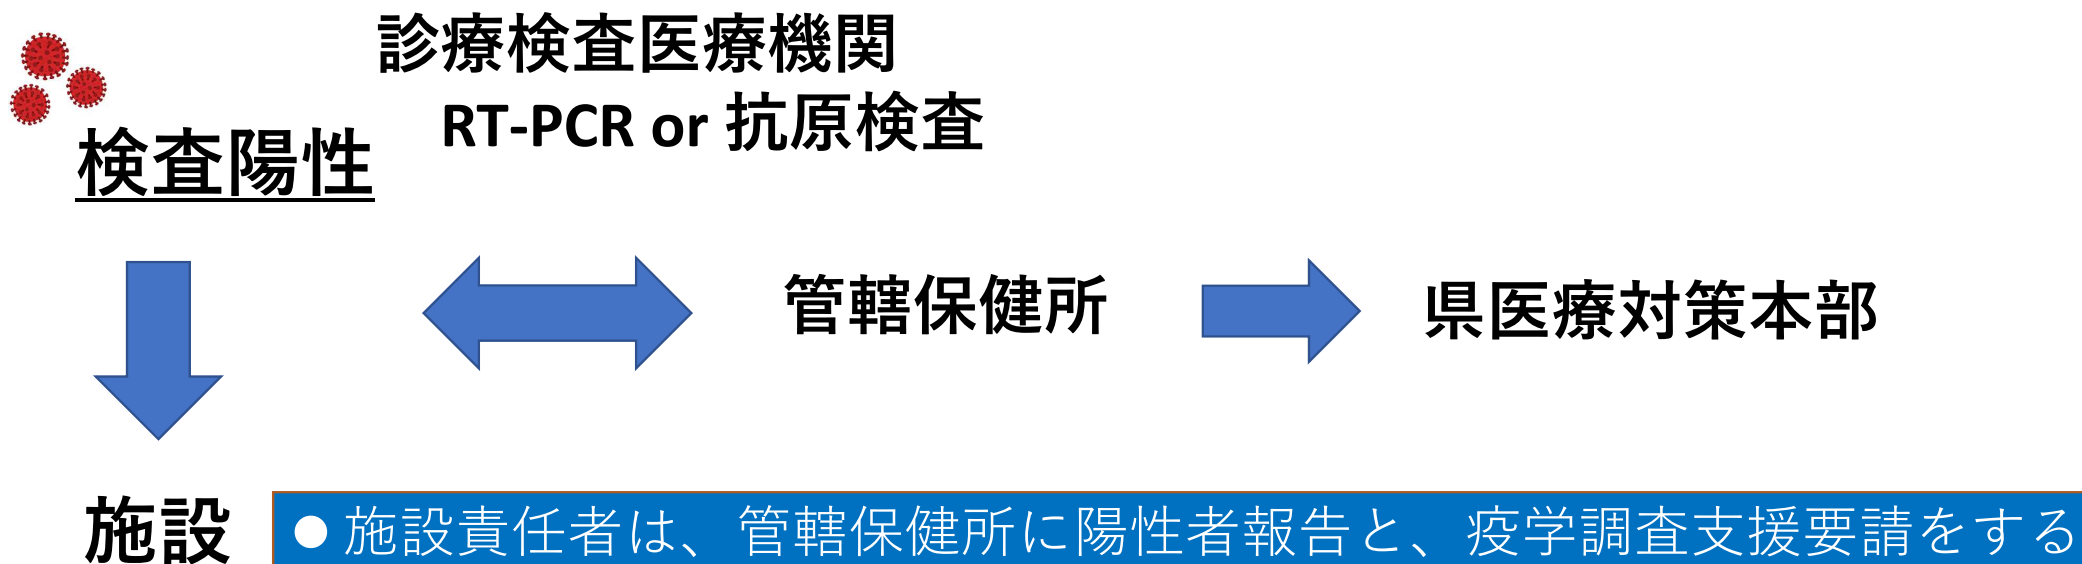 診療検査医療機関
RT-PCR or 抗原検査
検査陽性
管轄保健所
県医療対策本部
施設
● 施設責任者は、管轄保健所に陽性者報告と、疫学調査支援要請をする